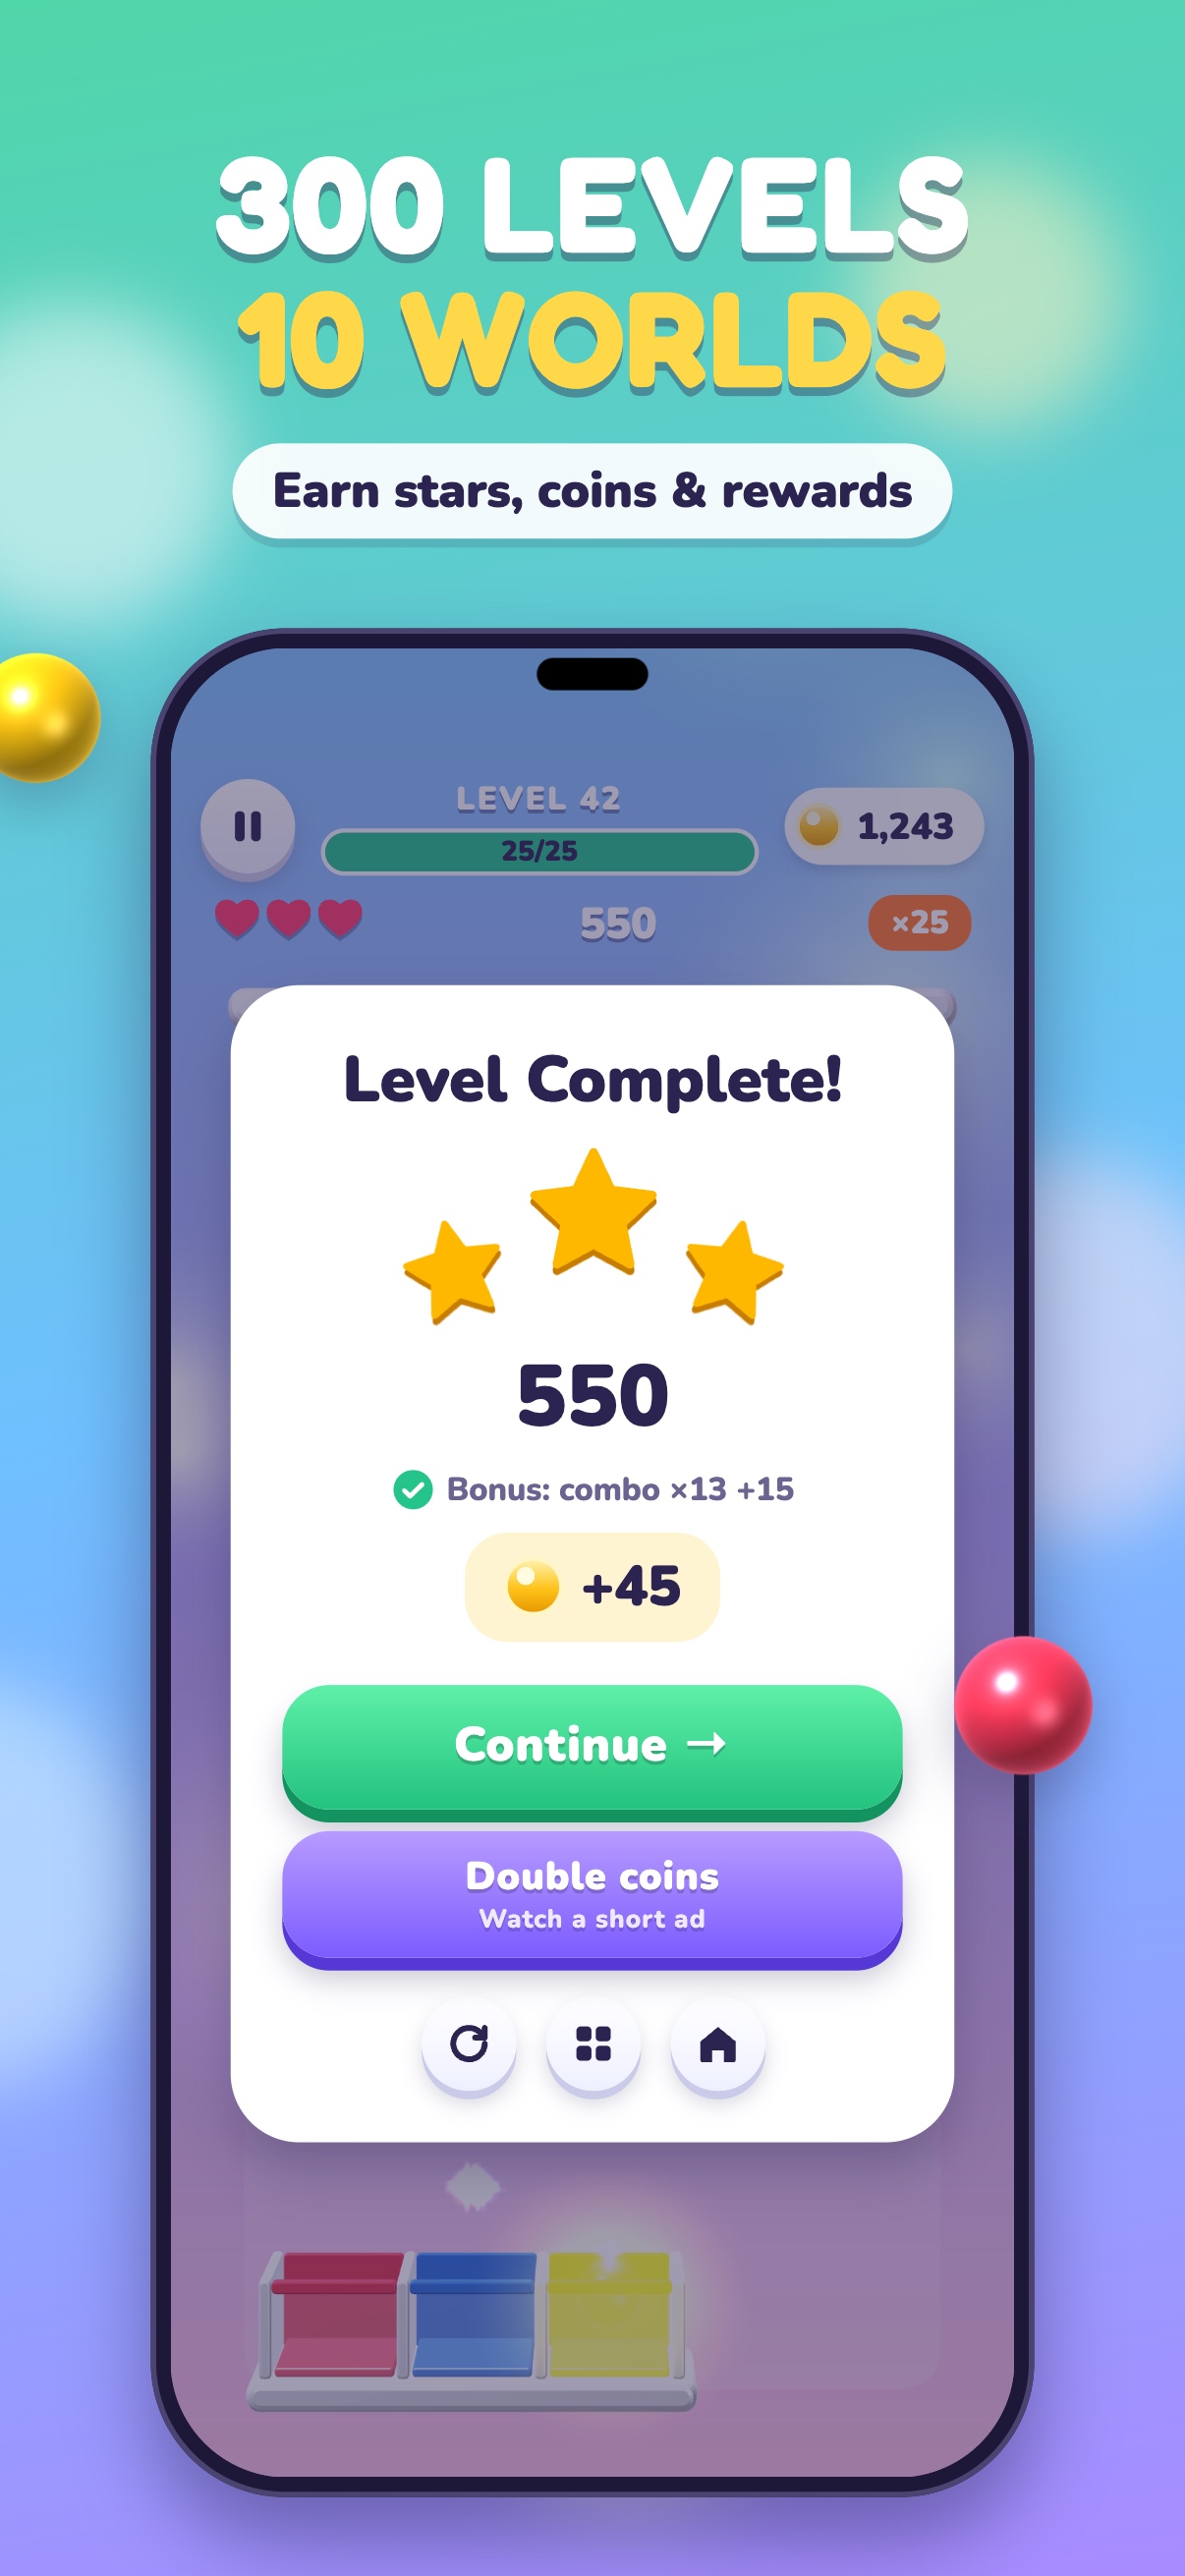 300 LEVELS
10 WORLDS
Earn stars, coins & rewards
LEVEL 42
25/25
1,243
550
×25
Level Complete!
550
Bonus: combo ×13 +15
+45
Continue →
Double coins
Watch a short ad